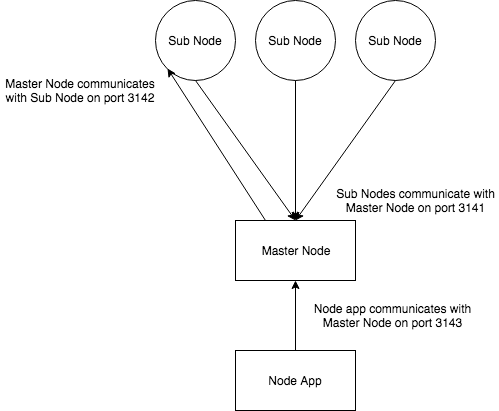 Sub Node
Sub Node
Sub Node
Master Node communicates
with Sub Node on port 3142
Sub Nodes communicate with
Master Node on port 3141
Master Node
Node app communicates with
Master Node on port 3143
Node App